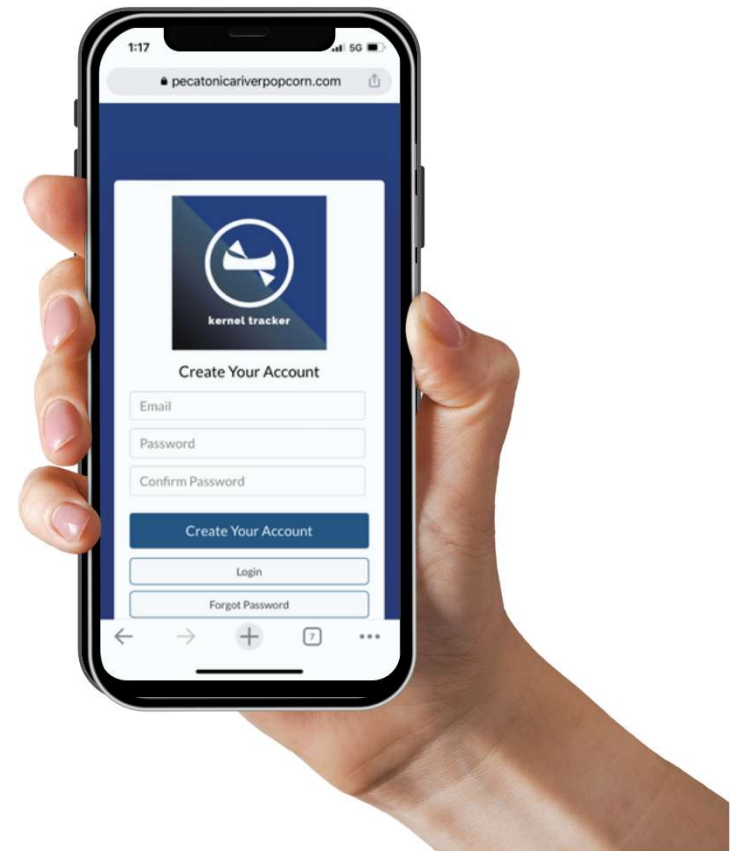 1:17
5G
pecatonicariverpopcorn.com
kernel tracker
Create Your Account
Email
Password
Confirm Password
Create Your Account
Login
Forgot Password
7